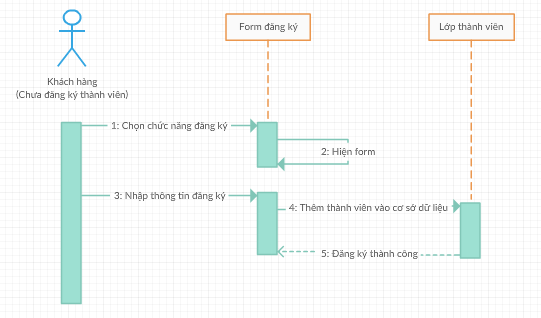 Form đăng ký
Lớp thành viên
Khách hàng
(Chưa đăng ký thành viên)
1: Chọn chức năng đăng ký
2: Hiện form
3: Nhập thông tin đăng ký
4: Thêm thành viên vào cơ sở dữ liệu
5: Đăng ký thành công